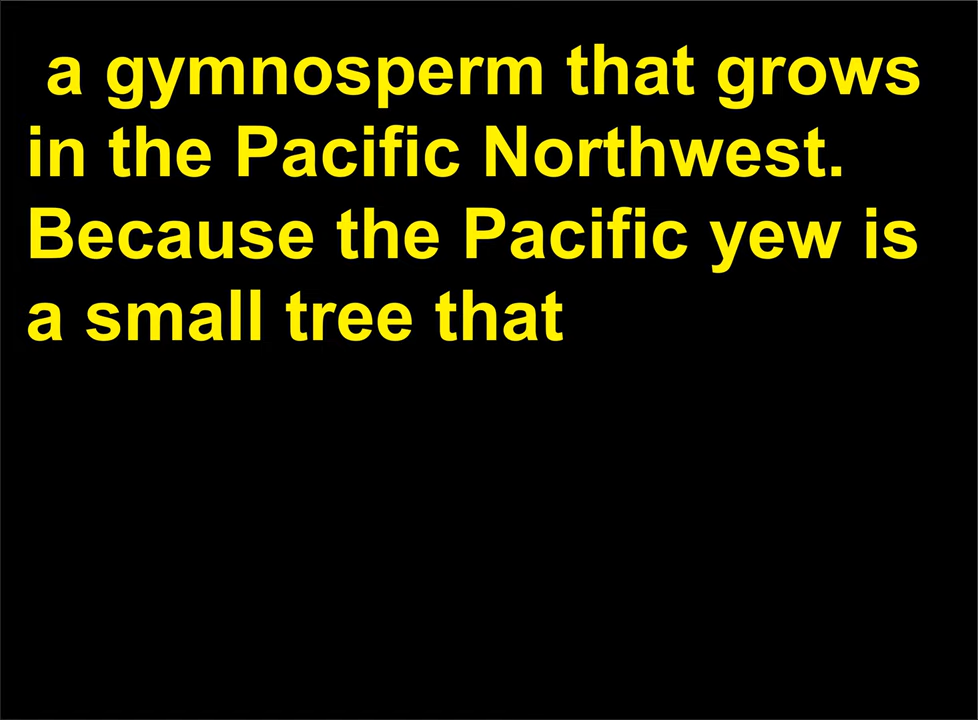 a gymnosperm that grows
in the Pacific Northwest.
Because the Pacific yew is
a small tree that